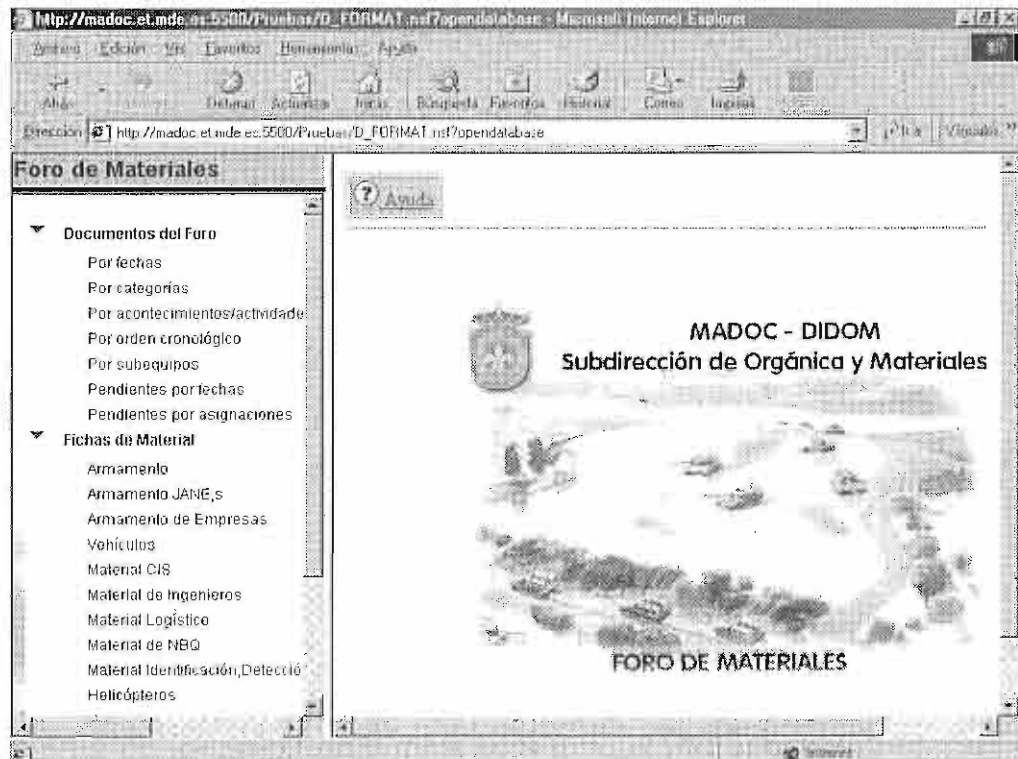 http://madoc.et.mde.es:5500/Pruebas/D_FORMAT.nsf?opendatabase - Microsoft Internet Explorer
Archivo Edición Ver Favoritos Herramientas Ayuda
Atrás Detener Actualizar Inicio Búsqueda Favoritos Historial Correo Imprimir
Dirección http://madoc.et.mde.es:5500/Pruebas/D_FORMAT.nsf?opendatabase Ir a Vínculos »
Foro de Materiales
Documentos del Foro
Por fechas
Por categorías
Por acontecimientos/actividade
Por orden cronológico
Por subequipos
Pendientes por fechas
Pendientes por asignaciones
Fichas de Material
Armamento
Armamento JANE,s
Armamento de Empresas
Vehículos
Material CIS
Material de Ingenieros
Material Logístico
Material de NBQ
Material Identificación,Detecció
Helicópteros
Ayuda
MADOC - DIDOM
Subdirección de Orgánica y Materiales
FORO DE MATERIALES
Internet